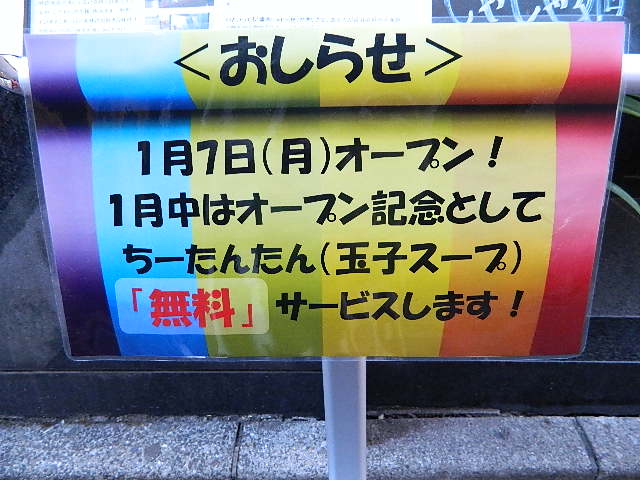 ＜おしらせ＞
1月7日(月)オープン！
1月中はオープン記念として
ちーたんたん(玉子スープ)
「無料」サービスします！